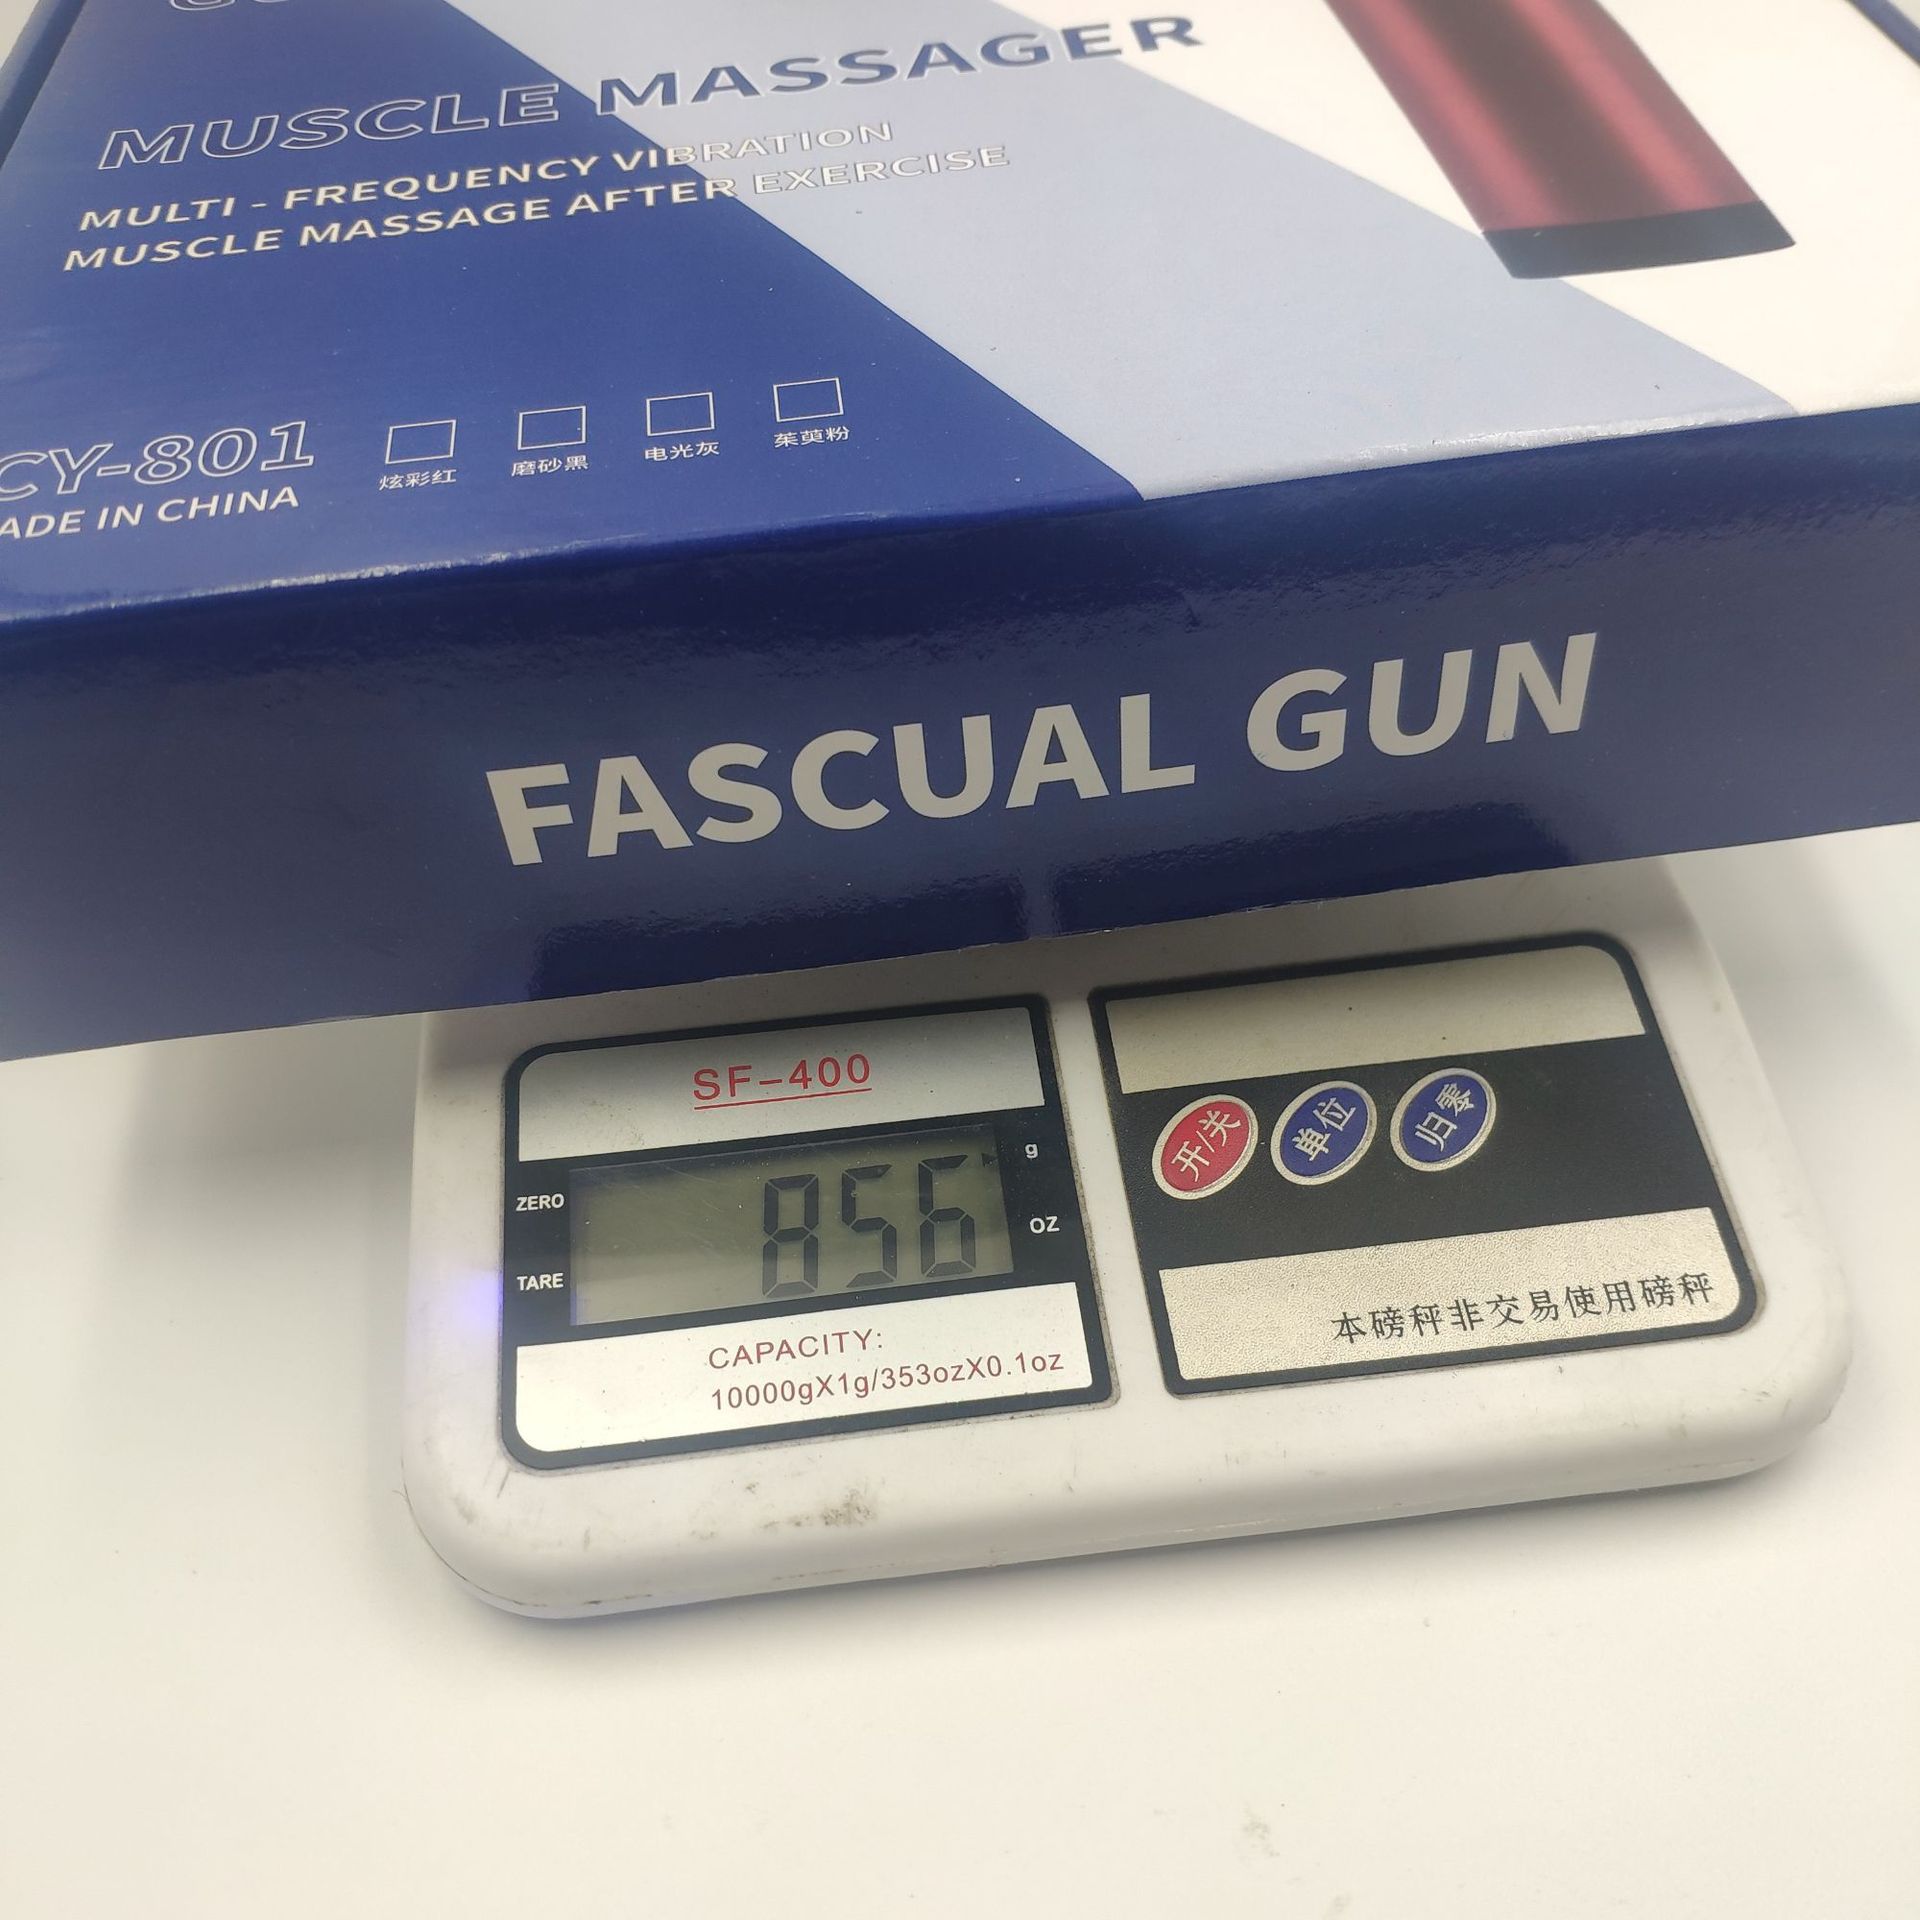 MUSCLE MASSAGER
MULTI - FREQUENCY VIBRATION
MUSCLE MASSAGE AFTER EXERCISE
CY-801
炫彩红 磨砂黑 电光灰 茱萸粉
ADE IN CHINA
FASCUAL GUN
SF-400
ZERO
TARE
856
g
OZ
CAPACITY:
10000gX1g/353ozX0.1oz
开/关 单位 归零
本磅秤非交易使用磅秤